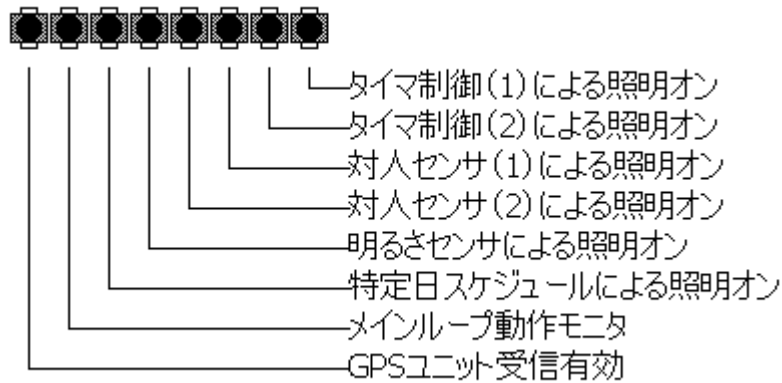 タイマ制御(1)による照明オン
タイマ制御(2)による照明オン
対人センサ(1)による照明オン
対人センサ(2)による照明オン
明るさセンサによる照明オン
特定日スケジュールによる照明オン
メインループ動作モニタ
GPSユニット受信有効